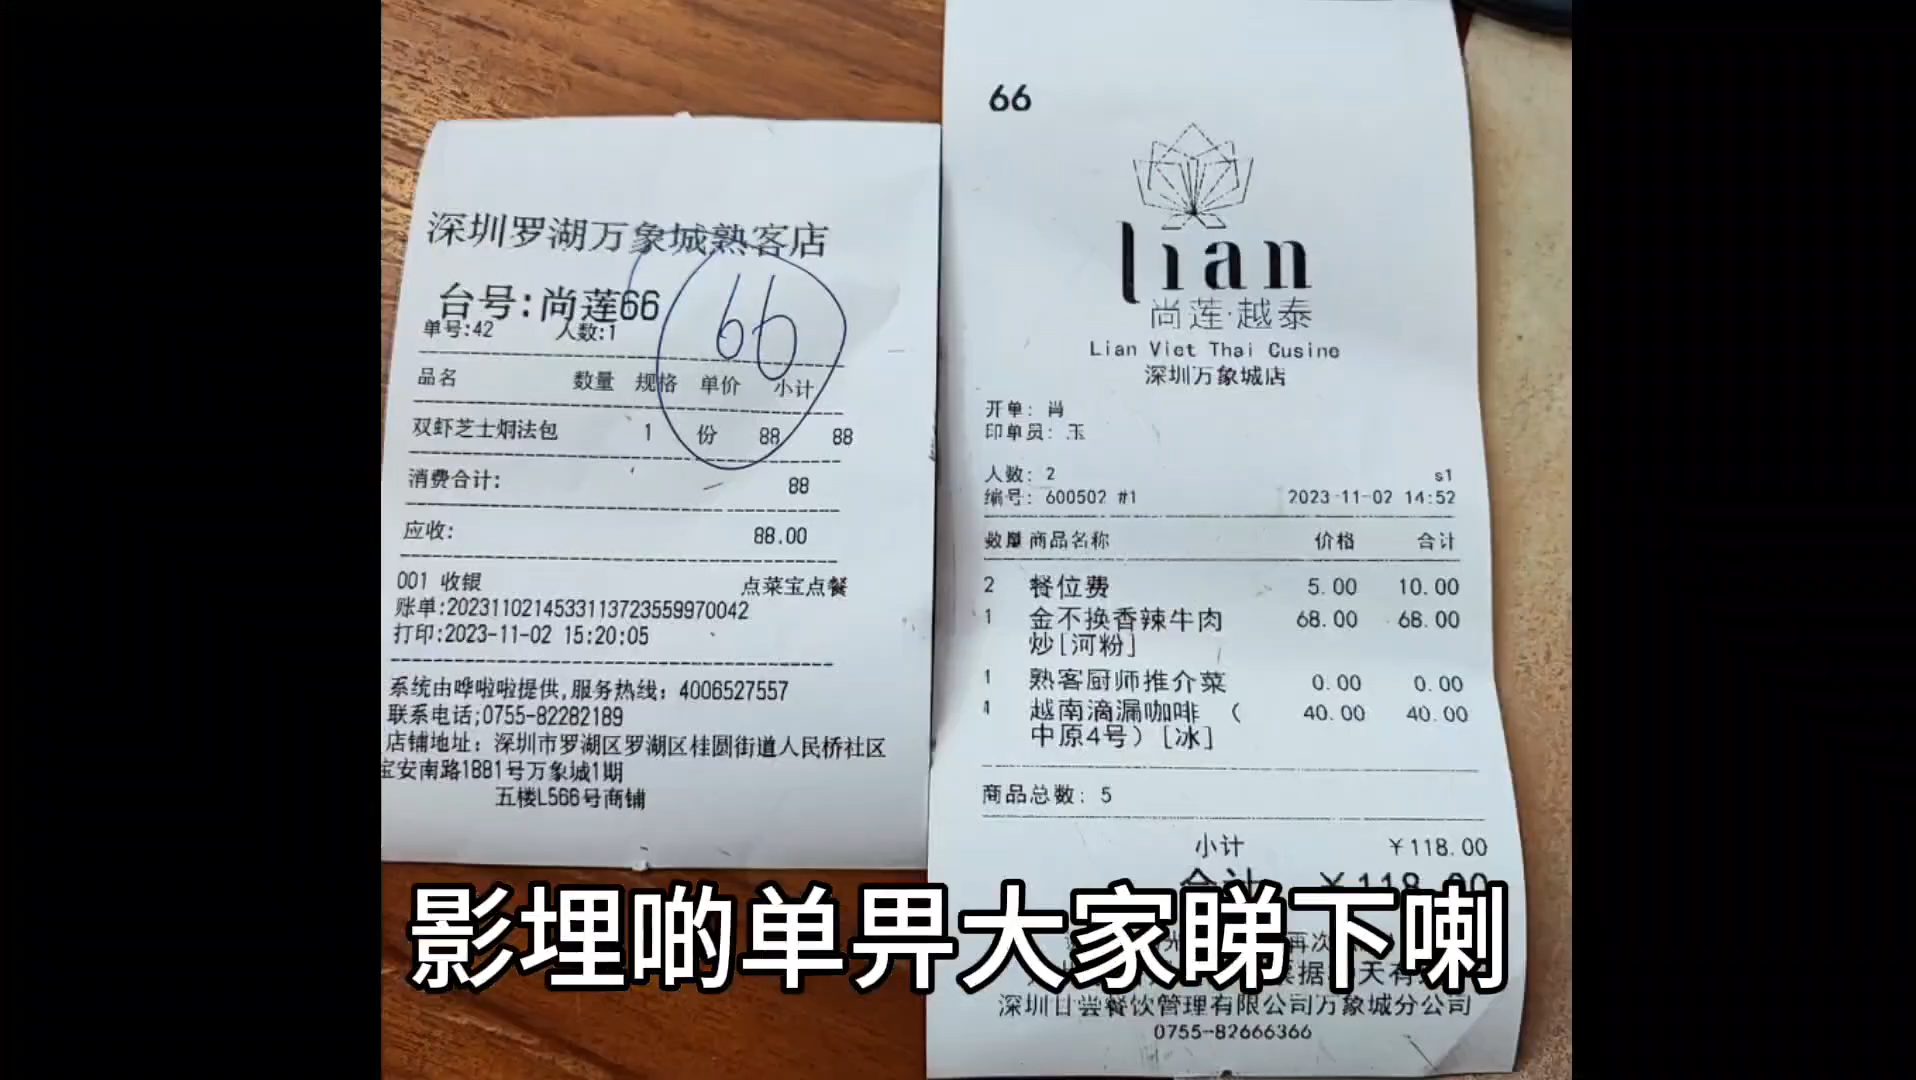 深圳罗湖万象城熟客店
台号:尚莲66
66
单号:42 人数:1
品名 数量 规格 单价 小计
双虾芝士焗法包 1 份 88 88
消费合计: 88
应收: 88.00
001 收银 点菜宝点餐
账单:2023110214533113723559970042
打印:2023-11-02 15:20:05
系统由哗啦啦提供,服务热线: 4006527557
联系电话;0755-82282189
店铺地址: 深圳市罗湖区罗湖区桂圆街道人民桥社区
宝安南路1881号万象城1期
五楼L566号商铺
66
lian
尚莲·越泰
Lian Viet Thai Cusine
深圳万象城店
开单: 肖
印单员: 玉
人数: 2 s1
编号: 600502 #1 2023-11-02 14:52
数量 商品名称 价格 合计
2 餐位费 5.00 10.00
1 金不换香辣牛肉 68.00 68.00
炒[河粉]
1 熟客厨师推介菜 0.00 0.00
1 越南滴漏咖啡 ( 40.00 40.00
中原4号) [冰]
商品总数: 5
小计 ¥118.00
合计 ¥118.00
深圳甘尝餐饮管理有限公司万象城分公司
0755-82666366
影埋啲单畀大家睇下喇